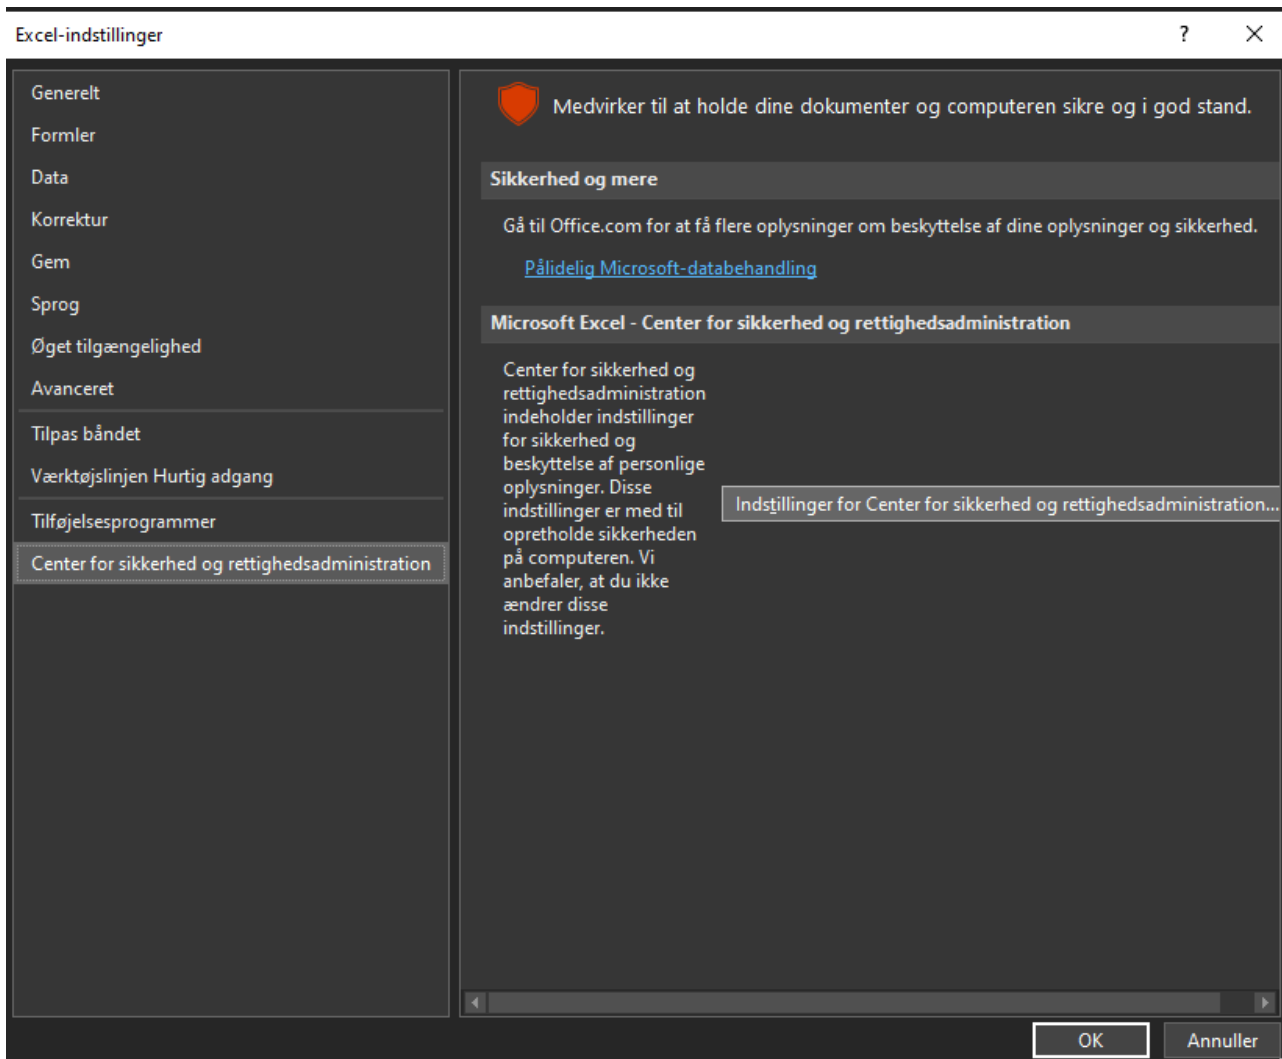 Excel-indstillinger
?
Generelt
Formler
Data
Korrektur
Gem
Sprog
Øget tilgængelighed
Avanceret
Tilpas båndet
Værktøjslinjen Hurtig adgang
Tilføjelsesprogrammer
Center for sikkerhed og rettighedsadministration
Medvirker til at holde dine dokumenter og computeren sikre og i god stand.
Sikkerhed og mere
Gå til Office.com for at få flere oplysninger om beskyttelse af dine oplysninger og sikkerhed.
Pålidelig Microsoft-databehandling
Microsoft Excel - Center for sikkerhed og rettighedsadministration
Center for sikkerhed og
rettighedsadministration
indeholder indstillinger
for sikkerhed og
beskyttelse af personlige
oplysninger. Disse
indstillinger er med til
opretholde sikkerheden
på computeren. Vi
anbefaler, at du ikke
ændrer disse
indstillinger.
Indstillinger for Center for sikkerhed og rettighedsadministration...
OK
Annuller